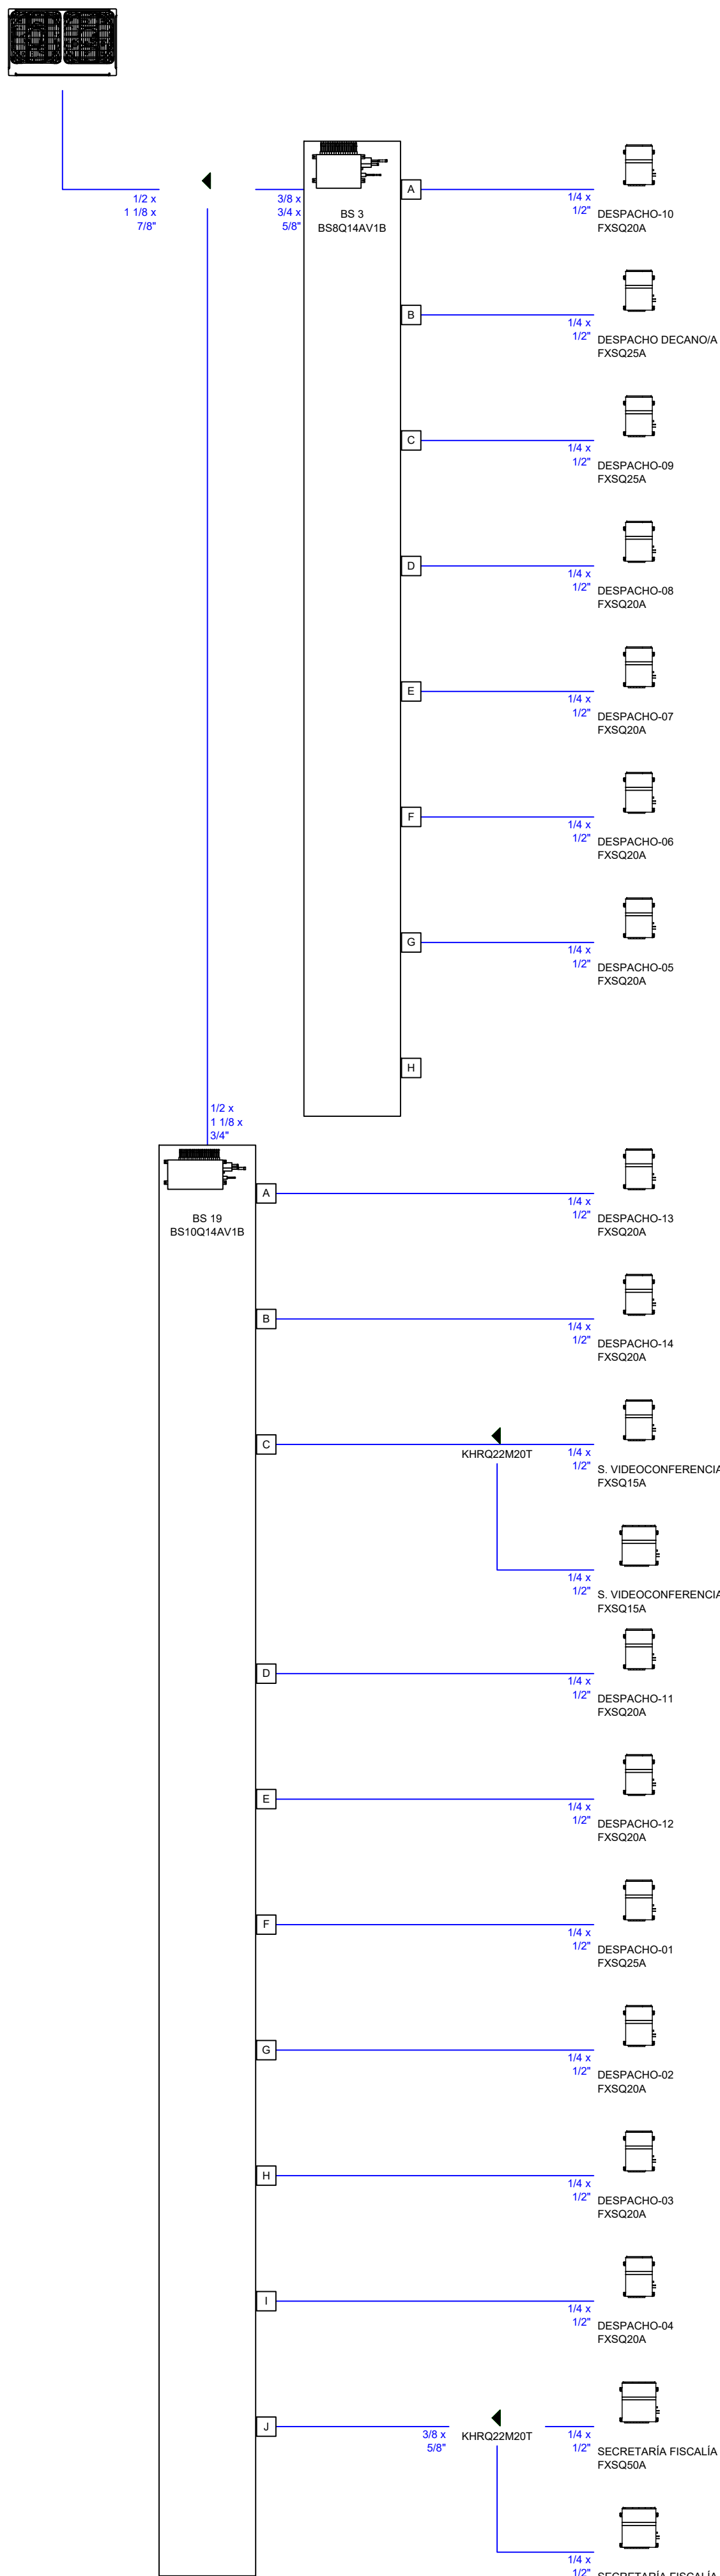 1/2 x
1 1/8 x
7/8"
3/8 x
3/4 x
5/8"
BS 3
BS8Q14AV1B
A
1/4 x
1/2"
DESPACHO-10
FXSQ20A
B
1/4 x
1/2"
DESPACHO DECANO/A
FXSQ25A
C
1/4 x
1/2"
DESPACHO-09
FXSQ25A
D
1/4 x
1/2"
DESPACHO-08
FXSQ20A
E
1/4 x
1/2"
DESPACHO-07
FXSQ20A
F
1/4 x
1/2"
DESPACHO-06
FXSQ20A
G
1/4 x
1/2"
DESPACHO-05
FXSQ20A
H
1/2 x
1 1/8 x
3/4"
BS 19
BS10Q14AV1B
A
1/4 x
1/2"
DESPACHO-13
FXSQ20A
B
1/4 x
1/2"
DESPACHO-14
FXSQ20A
C
KHRQ22M20T
1/4 x
1/2"
S. VIDEOCONFERENCIA
FXSQ15A
1/4 x
1/2"
S. VIDEOCONFERENCIA
FXSQ15A
D
1/4 x
1/2"
DESPACHO-11
FXSQ20A
E
1/4 x
1/2"
DESPACHO-12
FXSQ20A
F
1/4 x
1/2"
DESPACHO-01
FXSQ25A
G
1/4 x
1/2"
DESPACHO-02
FXSQ20A
H
1/4 x
1/2"
DESPACHO-03
FXSQ20A
I
1/4 x
1/2"
DESPACHO-04
FXSQ20A
J
3/8 x
5/8"
KHRQ22M20T
1/4 x
1/2"
SECRETARÍA FISCALÍA
FXSQ50A
1/4 x
1/2"
SECRETARÍA FISCALÍA